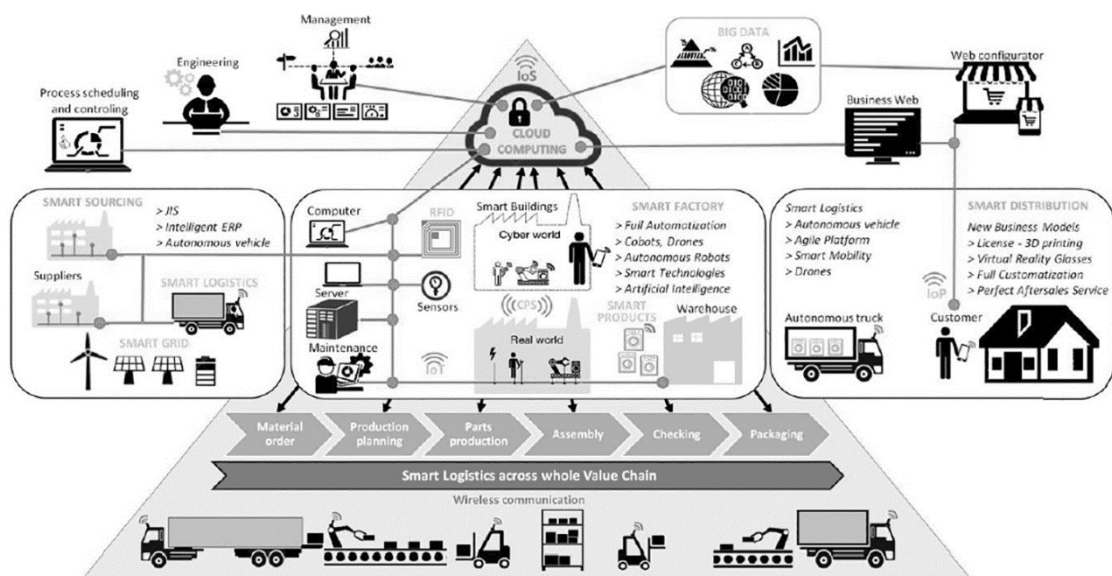 Management
BIG DATA
Engineering
IoS
Web configurator
Process scheduling
and controling
Business Web
CLOUD
COMPUTING
SMART SOURCING
> JIS
> Intelligent ERP
> Autonomous vehicle
Suppliers
SMART LOGISTICS
SMART GRID
Computer
RFID
Smart Buildings
Cyber world
SMART FACTORY
> Full Automatization
> Cobots, Drones
> Autonomous Robots
> Smart Technologies
> Artificial Intelligence
Server
Sensors
CPS
SMART
PRODUCTS
Warehouse
Real world
Maintenance
IoT
Smart Logistics
> Autonomous vehicle
> Agile Platform
> Smart Mobility
> Drones
SMART DISTRIBUTION
New Business Models
> License - 3D printing
> Virtual Reality Glasses
> Full Customatization
> Perfect Aftersales Service
IoP
Autonomous truck
Customer
Material
order
Production
planning
Parts
production
Assembly
Checking
Packaging
Smart Logistics across whole Value Chain
Wireless communication